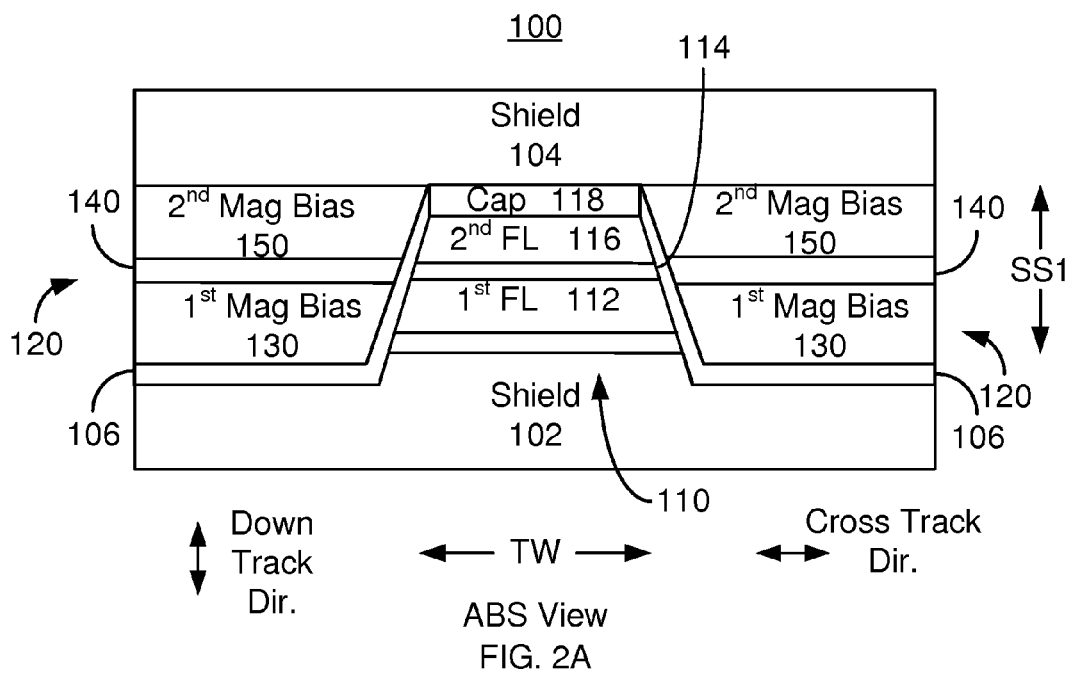 100
114
Shield
104
140
2nd Mag Bias
150
Cap 118
2nd FL 116
2nd Mag Bias
150
140
SS1
1st Mag Bias
130
1st FL 112
1st Mag Bias
130
120
120
106
Shield
102
106
110
Down
Track
Dir.
TW
Cross Track
Dir.
ABS View
FIG. 2A